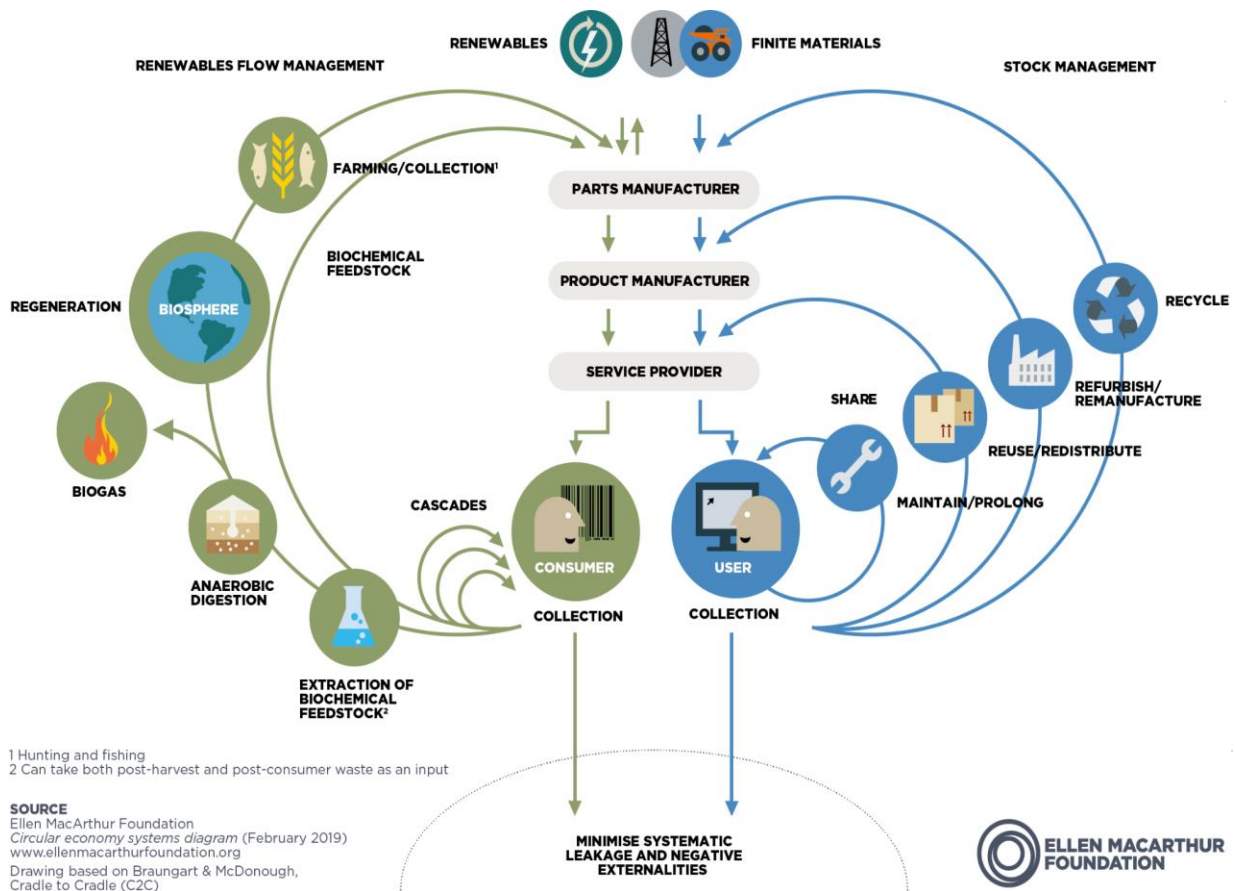 RENEWABLES
FINITE MATERIALS
RENEWABLES FLOW MANAGEMENT
STOCK MANAGEMENT
FARMING/COLLECTION¹
PARTS MANUFACTURER
BIOCHEMICAL
FEEDSTOCK
PRODUCT MANUFACTURER
REGENERATION
BIOSPHERE
RECYCLE
SERVICE PROVIDER
REFURBISH/
REMANUFACTURE
SHARE
REUSE/REDISTRIBUTE
BIOGAS
CASCADES
MAINTAIN/PROLONG
CONSUMER
USER
ANAEROBIC
DIGESTION
COLLECTION
COLLECTION
EXTRACTION OF
BIOCHEMICAL
FEEDSTOCK²
1 Hunting and fishing
2 Can take both post-harvest and post-consumer waste as an input
SOURCE
Ellen MacArthur Foundation
Circular economy systems diagram (February 2019)
www.ellenmacarthurfoundation.org
Drawing based on Braungart & McDonough,
Cradle to Cradle (C2C)
MINIMISE SYSTEMATIC
LEAKAGE AND NEGATIVE
EXTERNALITIES
ELLEN MACARTHUR
FOUNDATION